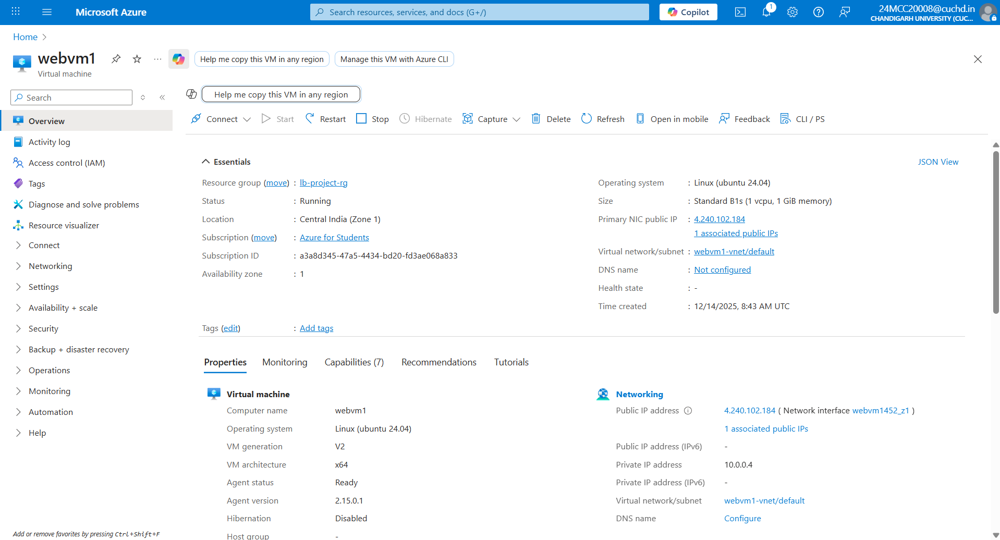 Microsoft Azure
Search resources, services, and docs (G+/)
Copilot
1
24MCC20008@cuchd.in
CHANDIGARH UNIVERSITY (CUC...
Home
webvm1
Virtual machine
Help me copy this VM in any region
Manage this VM with Azure CLI
Search
Help me copy this VM in any region
Connect
Start
Restart
Stop
Hibernate
Capture
Delete
Refresh
Open in mobile
Feedback
CLI / PS
Overview
Activity log
Access control (IAM)
Tags
Diagnose and solve problems
Resource visualizer
Connect
Networking
Settings
Availability + scale
Security
Backup + disaster recovery
Operations
Monitoring
Automation
Help
Add or remove favorites by pressing Ctrl+Shift+F
Essentials
JSON View
Resource group (move) : lb-project-rg
Status : Running
Location : Central India (Zone 1)
Subscription (move) : Azure for Students
Subscription ID : a3a8d345-47a5-4434-bd20-fd3ae068a833
Availability zone : 1
Operating system : Linux (ubuntu 24.04)
Size : Standard B1s (1 vcpu, 1 GiB memory)
Primary NIC public IP : 4.240.102.184
1 associated public IPs
Virtual network/subnet : webvm1-vnet/default
DNS name : Not configured
Health state : -
Time created : 12/14/2025, 8:43 AM UTC
Tags (edit) : Add tags
Properties
Monitoring
Capabilities (7)
Recommendations
Tutorials
Virtual machine
Computer name webvm1
Operating system Linux (ubuntu 24.04)
VM generation V2
VM architecture x64
Agent status Ready
Agent version 2.15.0.1
Hibernation Disabled
Host group -
Networking
Public IP address 4.240.102.184 ( Network interface webvm1452_z1 )
1 associated public IPs
Public IP address (IPv6) -
Private IP address 10.0.0.4
Private IP address (IPv6) -
Virtual network/subnet webvm1-vnet/default
DNS name Configure